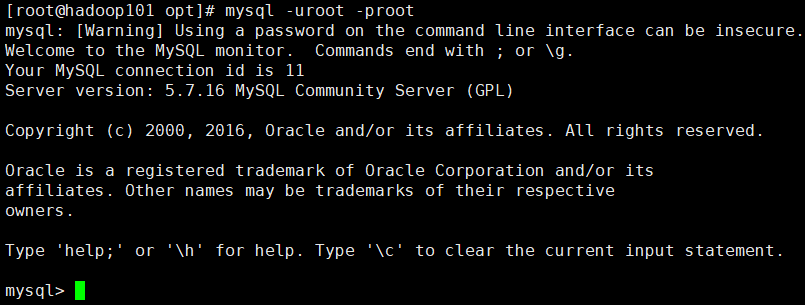 [root@hadoop101 opt]# mysql -uroot -proot
mysql: [Warning] Using a password on the command line interface can be insecure.
Welcome to the MySQL monitor.  Commands end with ; or \g.
Your MySQL connection id is 11
Server version: 5.7.16 MySQL Community Server (GPL)

Copyright (c) 2000, 2016, Oracle and/or its affiliates. All rights reserved.

Oracle is a registered trademark of Oracle Corporation and/or its
affiliates. Other names may be trademarks of their respective
owners.

Type 'help;' or '\h' for help. Type '\c' to clear the current input statement.

mysql>